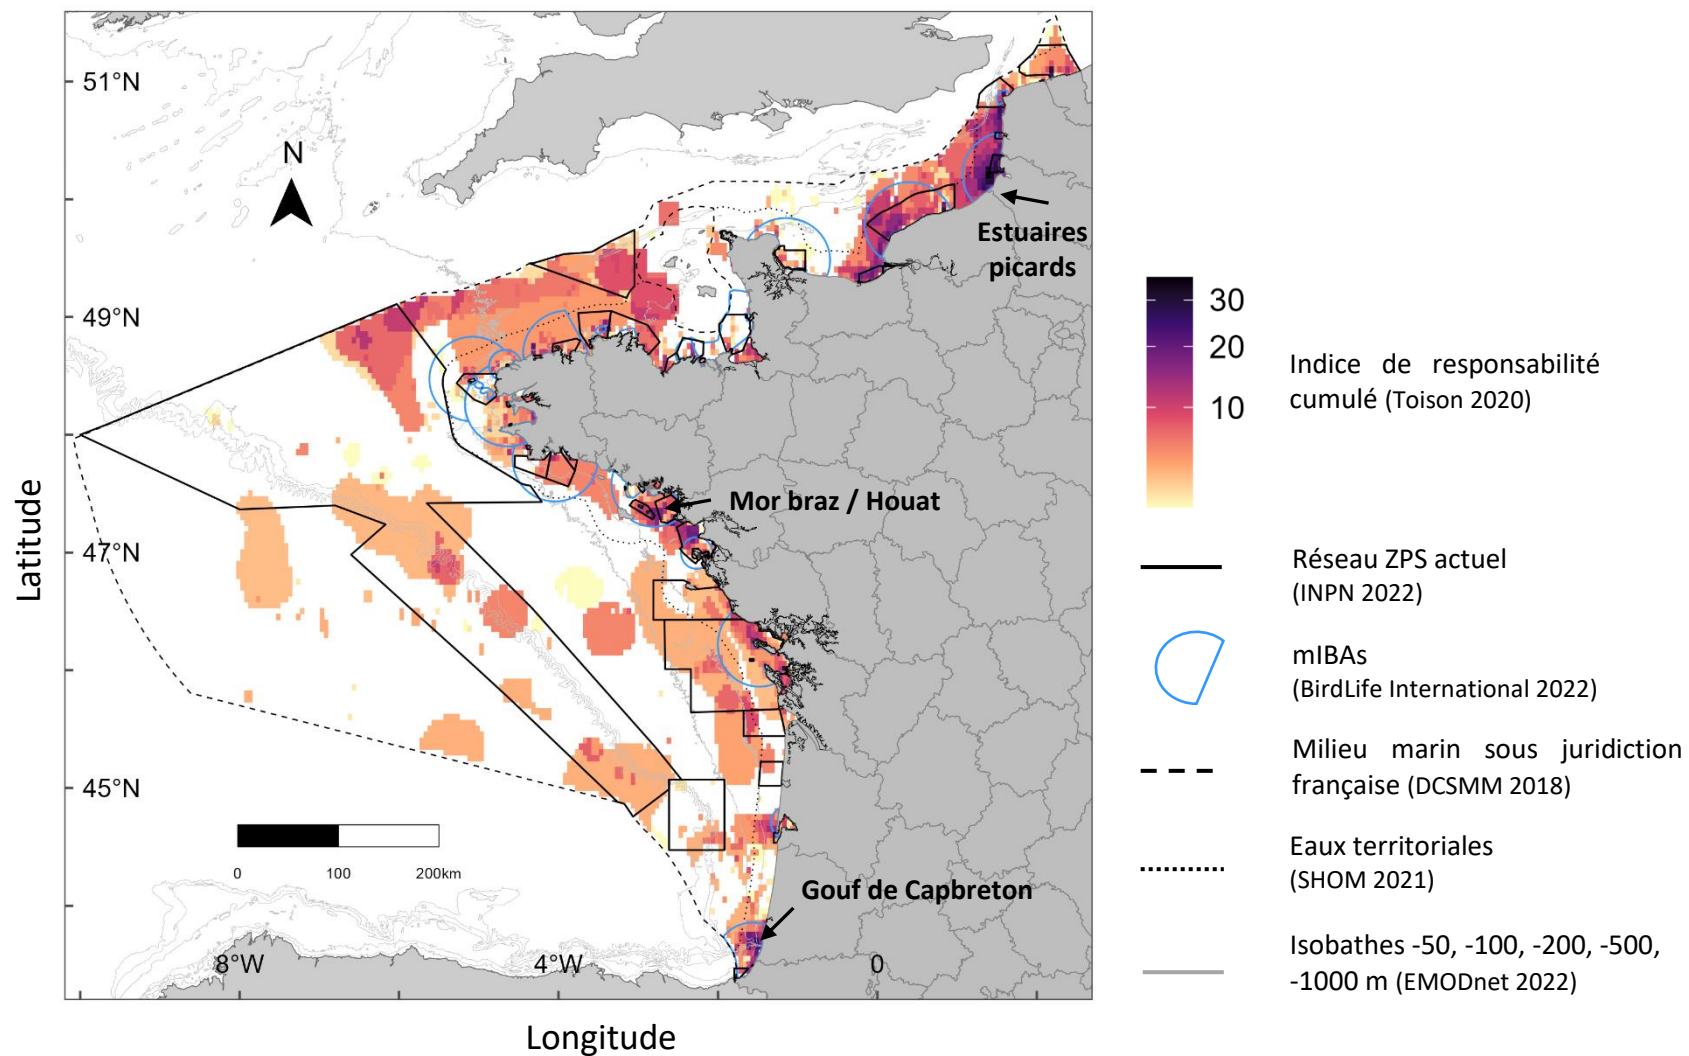 51°N
N
Estuaires
picards
49°N
Mor braz / Houat
47°N
45°N
0
100
200km
Gouf de Capbreton
8°W
4°W
0
Latitude
Longitude
30
20
10
Indice de responsabilité
cumulé (Toison 2020)
Réseau ZPS actuel
(INPN 2022)
mIBAs
(BirdLife International 2022)
Milieu marin sous juridiction
française (DCSMM 2018)
Eaux territoriales
(SHOM 2021)
Isobathes -50, -100, -200, -500,
-1000 m (EMODnet 2022)